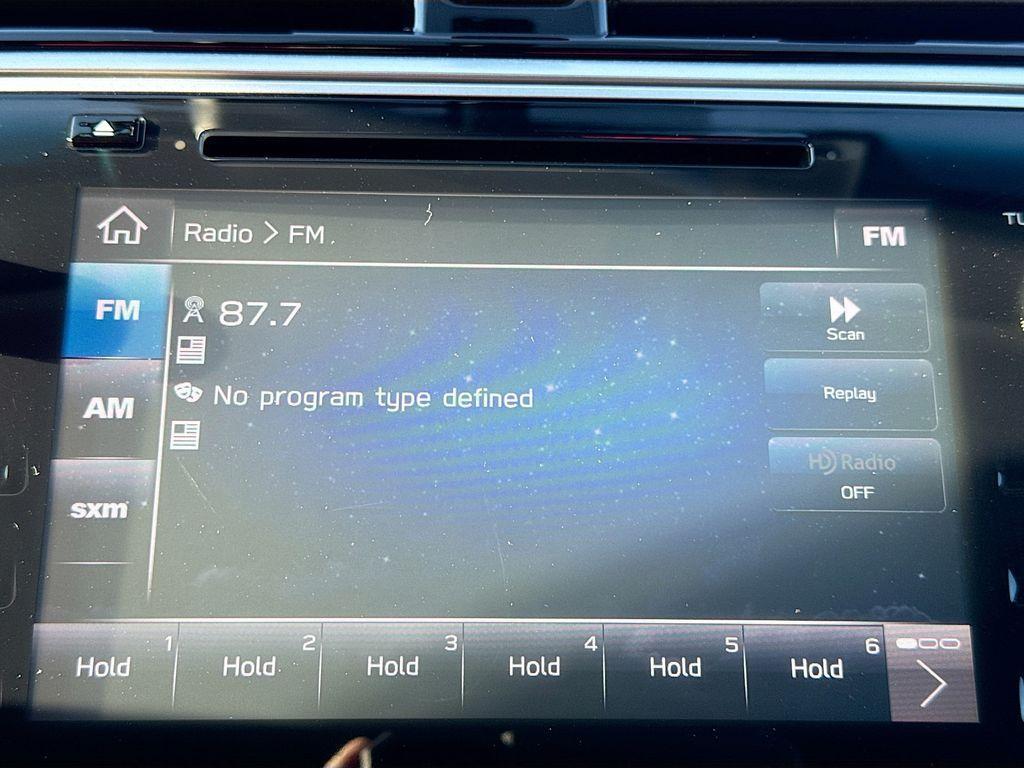 TU
Radio > FM
FM
FM
87.7
Scan
No program type defined
Replay
AM
HD Radio
OFF
sxm
1
2
3
4
5
6
Hold
Hold
Hold
Hold
Hold
Hold